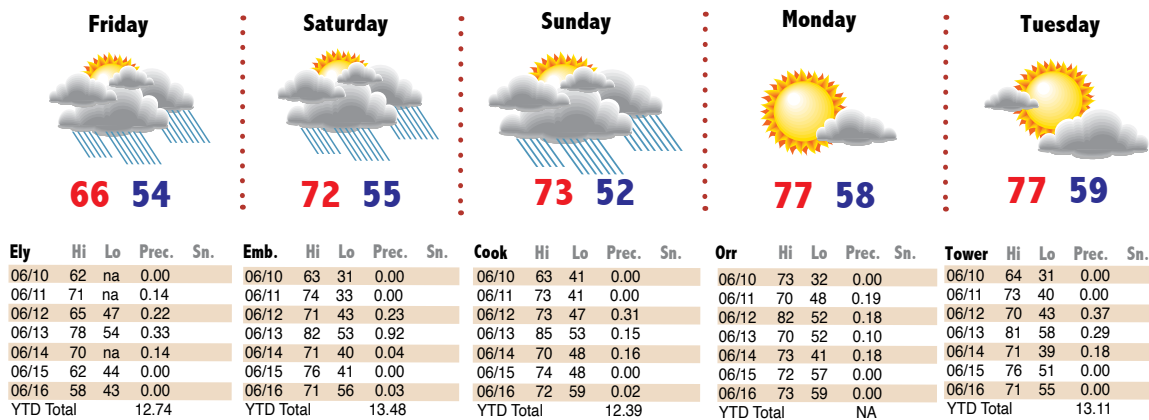 Friday Saturday Sunday Monday Tuesday
66 54 72 55 73 52 77 58 77 59
Ely Hi Lo Prec. Sn.
06/10 62 na 0.00
06/11 71 na 0.14
06/12 65 47 0.22
06/13 78 54 0.33
06/14 70 na 0.14
06/15 62 44 0.00
06/16 58 43 0.00
YTD Total 12.74
Emb. Hi Lo Prec. Sn.
06/10 63 31 0.00
06/11 74 33 0.00
06/12 71 43 0.23
06/13 82 53 0.92
06/14 71 40 0.04
06/15 76 41 0.00
06/16 71 56 0.03
YTD Total 13.48
Cook Hi Lo Prec. Sn.
06/10 63 41 0.00
06/11 73 41 0.00
06/12 73 47 0.31
06/13 85 53 0.15
06/14 70 48 0.16
06/15 74 48 0.00
06/16 72 59 0.02
YTD Total 12.39
Orr Hi Lo Prec. Sn.
06/10 73 32 0.00
06/11 70 48 0.19
06/12 82 52 0.18
06/13 70 52 0.10
06/14 73 41 0.18
06/15 72 57 0.00
06/16 73 59 0.00
YTD Total NA
Tower Hi Lo Prec. Sn.
06/10 64 31 0.00
06/11 73 40 0.00
06/12 70 43 0.37
06/13 81 58 0.29
06/14 71 39 0.18
06/15 76 51 0.00
06/16 71 55 0.00
YTD Total 13.11